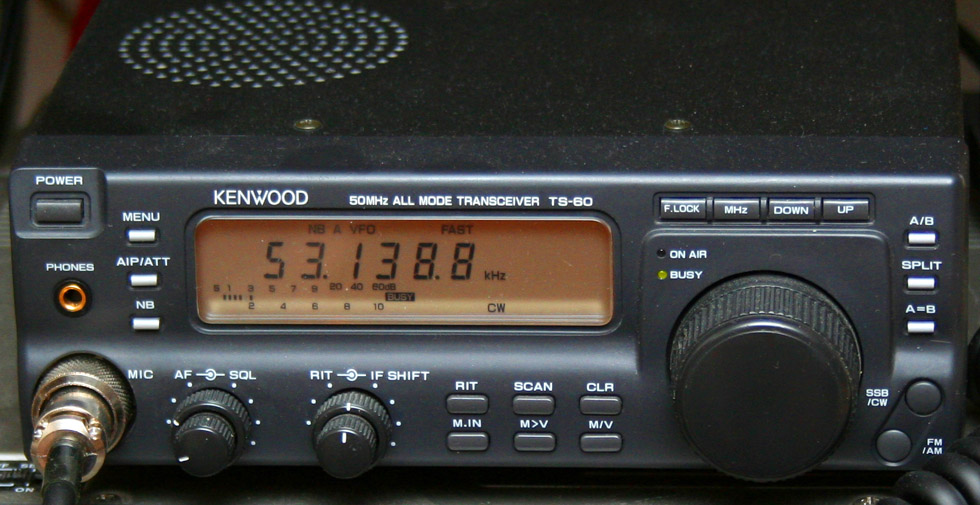 POWER
KENWOOD 50MHz ALL MODE TRANSCEIVER TS-60
F.LOCK MHz DOWN UP
MENU
A/B
NB A VFO FAST
53.138.8 kHz
ON AIR
AIP/ATT
PHONES
SPLIT
BUSY
S 1 3 5 7 9 20 40 60dB
BUSY
2 4 6 8 10 CW
NB
A=B
MIC
AF SQL
RIT IF SHIFT
RIT SCAN CLR
SSB
/CW
M.IN M>V M/V
FM
/AM
ON